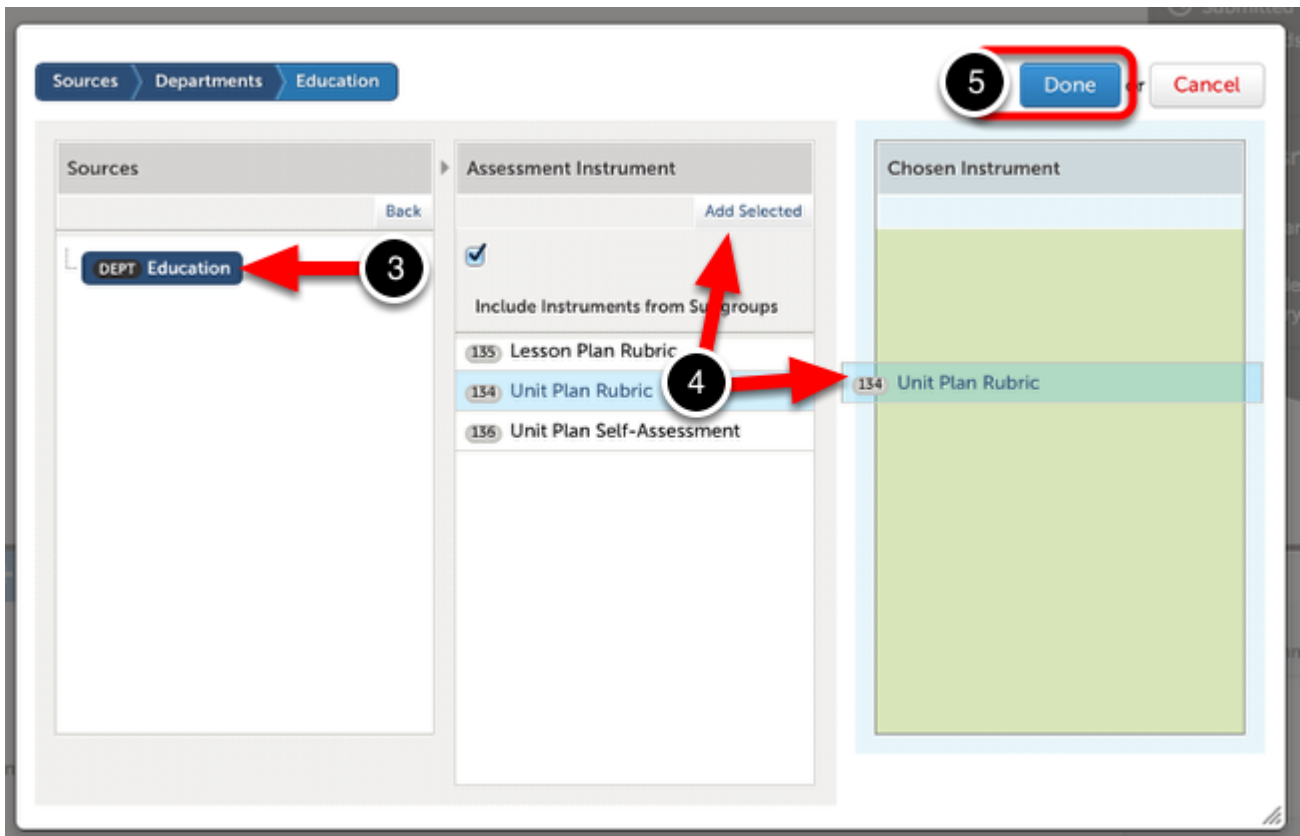 Submitted
Sources Departments Education
5 Done or Cancel
Sources
Assessment Instrument
Chosen Instrument
Back
Add Selected
DEPT Education
3
Include Instruments from Subgroups
135 Lesson Plan Rubric
134 Unit Plan Rubric
4
134 Unit Plan Rubric
136 Unit Plan Self-Assessment